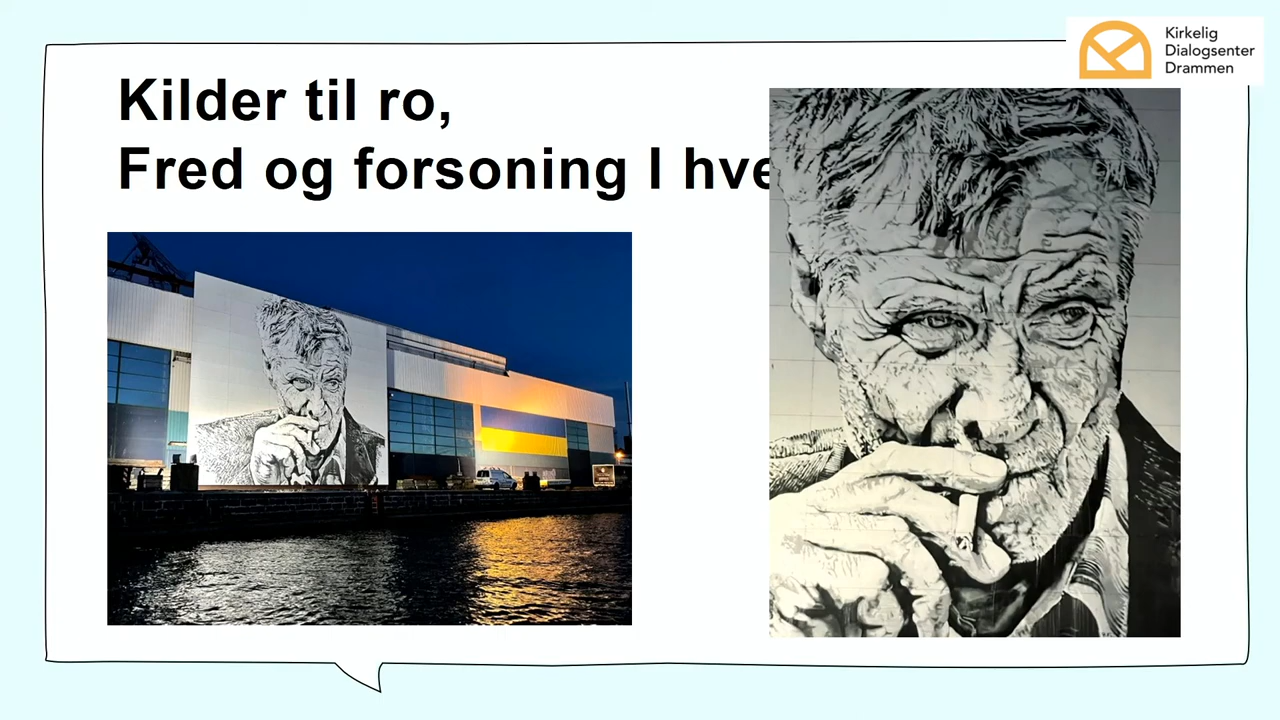 Kirkelig
Dialogsenter
Drammen
Kilder til ro,
Fred og forsoning I hve